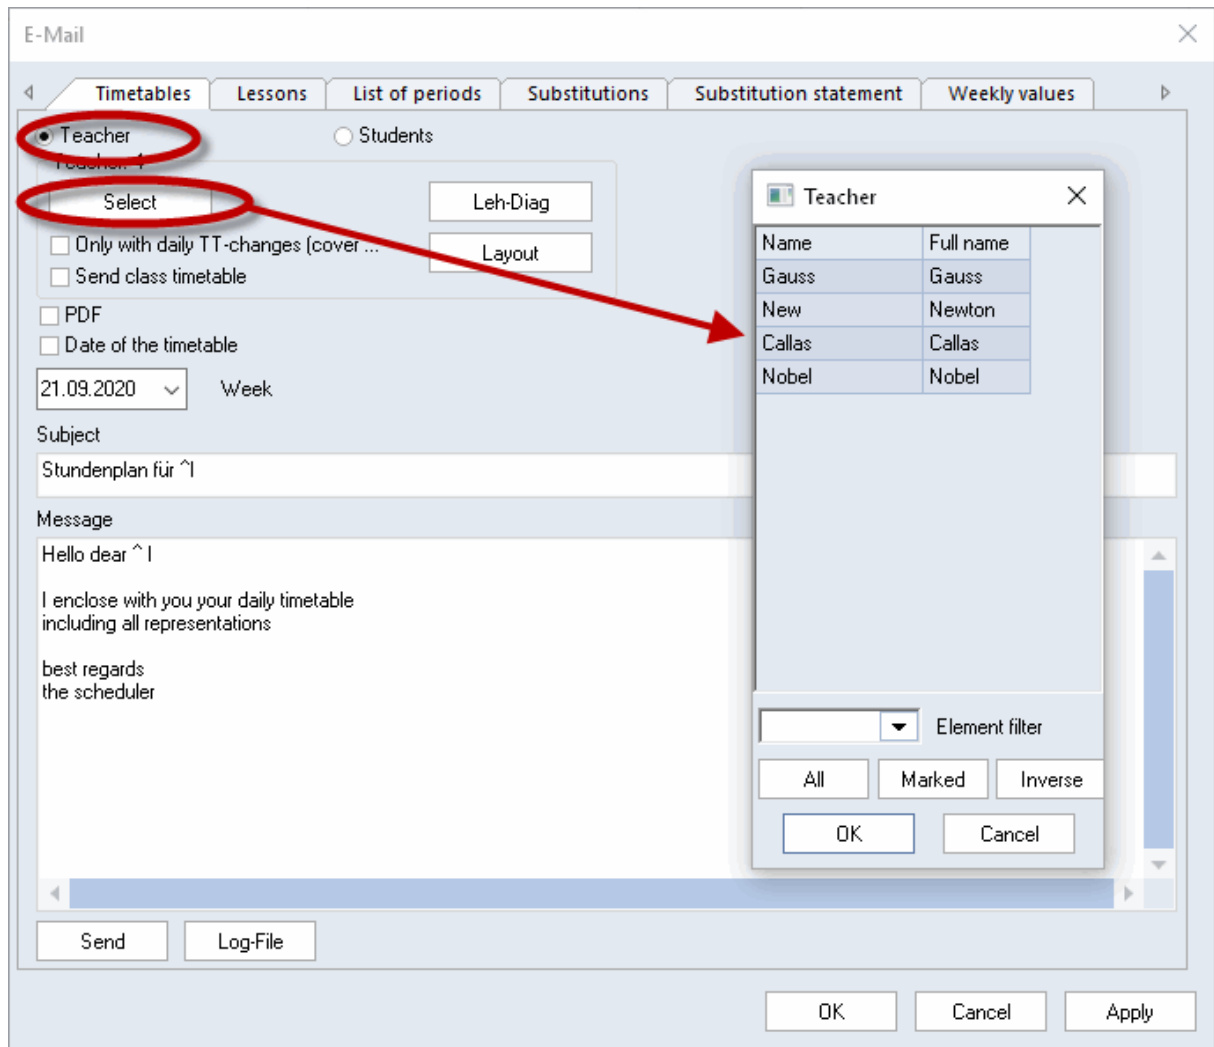 E-Mail
Timetables
Lessons
List of periods
Substitutions
Substitution statement
Weekly values
Teacher
Students
Teacher: 4
Select
Leh-Diag
Only with daily TT-changes (cover ...
Layout
Send class timetable
PDF
Date of the timetable
21.09.2020
Week
Subject
Stundenplan für ^l
Message
Hello dear ^ l
I enclose with you your daily timetable
including all representations
best regards
the scheduler
Send
Log-File
OK
Cancel
Apply
Teacher
Name Full name
Gauss Gauss
New Newton
Callas Callas
Nobel Nobel
Element filter
All
Marked
Inverse
OK
Cancel